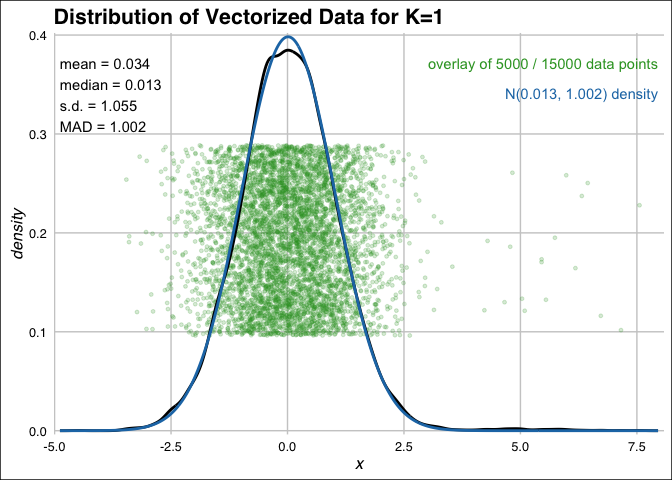 Distribution of Vectorized Data for K=1
mean = 0.034
median = 0.013
s.d. = 1.055
MAD = 1.002
overlay of 5000 / 15000 data points
N(0.013, 1.002) density
density
0.4
0.3
0.2
0.1
0.0
-5.0
-2.5
0.0
2.5
5.0
7.5
x